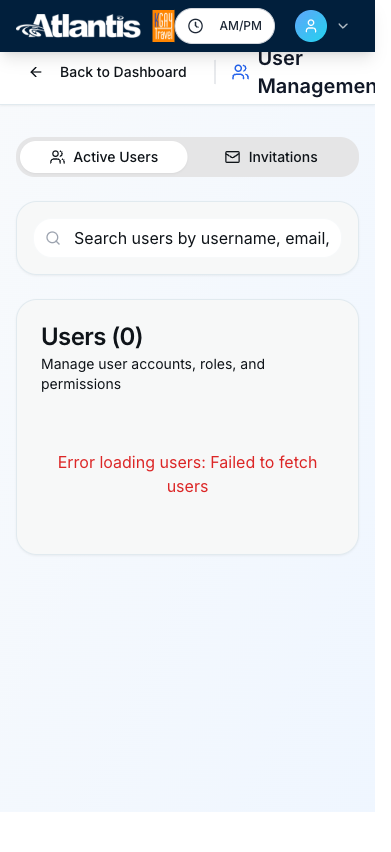 Atlantis
AM/PM
Back to Dashboard
User
Managemen
Active Users
Invitations
Search users by username, email,
Users (0)
Manage user accounts, roles, and
permissions
Error loading users: Failed to fetch
users